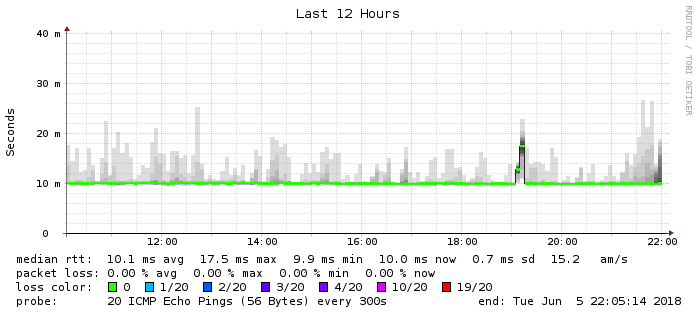 Last 12 Hours
RRDTOOL / TOBI OETIKER
40 m
30 m
20 m
10 m
0
Seconds
12:00 14:00 16:00 18:00 20:00 22:00
median rtt: 10.1 ms avg 17.5 ms max 9.9 ms min 10.0 ms now 0.7 ms sd 15.2 am/s
packet loss: 0.00 % avg 0.00 % max 0.00 % min 0.00 % now
loss color: 0 1/20 2/20 3/20 4/20 10/20 19/20
probe: 20 ICMP Echo Pings (56 Bytes) every 300s end: Tue Jun 5 22:05:14 2018